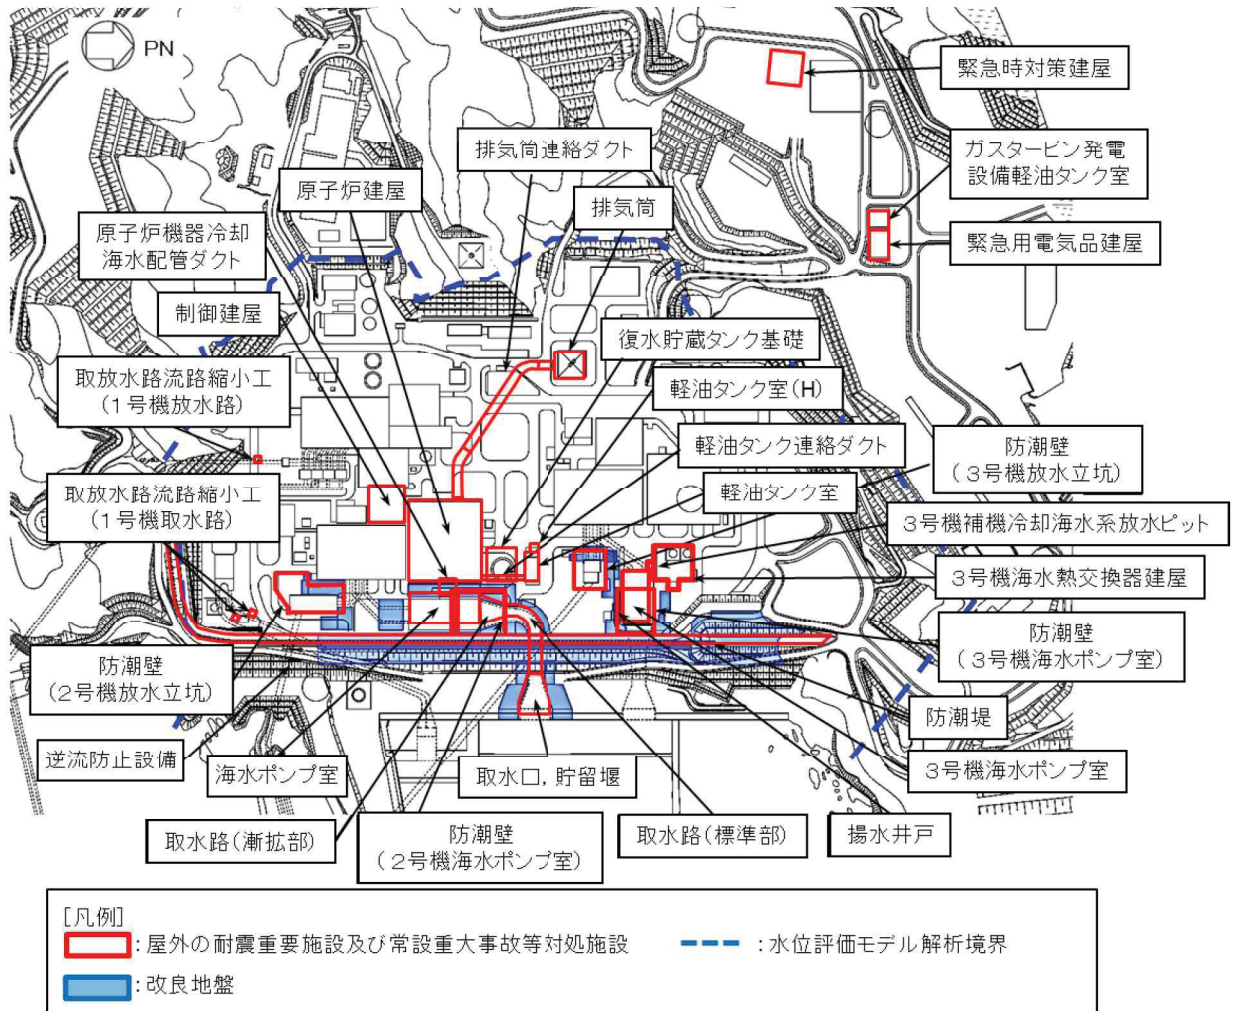 PN
緊急時対策建屋
ガスタービン発電
設備軽油タンク室
緊急用電気品建屋
排気筒連絡ダクト
原子炉建屋
排気筒
原子炉機器冷却
海水配管ダクト
制御建屋
復水貯蔵タンク基礎
取放水路流路縮小工
(1号機放水路)
軽油タンク室(H)
軽油タンク連絡ダクト
防潮壁
(3号機放水立坑)
取放水路流路縮小工
(1号機取水路)
軽油タンク室
3号機補機冷却海水系放水ピット
3号機海水熱交換器建屋
防潮壁
(2号機放水立坑)
防潮壁
(3号機海水ポンプ室)
防潮堤
逆流防止設備
海水ポンプ室
取水口,貯留堰
3号機海水ポンプ室
取水路(漸拡部)
防潮壁
(2号機海水ポンプ室)
取水路(標準部)
揚水井戸
[凡例]
:屋外の耐震重要施設及び常設重大事故等対処施設
:水位評価モデル解析境界
:改良地盤